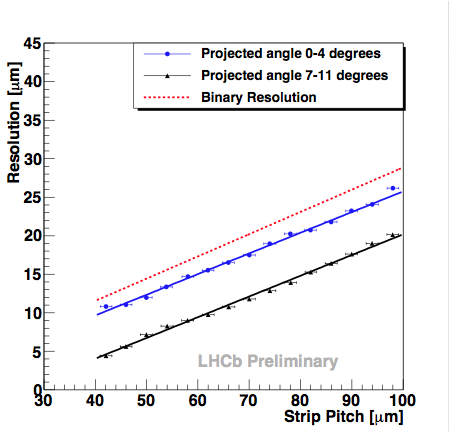 Resolution [μm]
45
40
35
30
25
20
15
10
5
0
Projected angle 0-4 degrees
Projected angle 7-11 degrees
Binary Resolution
LHCb Preliminary
30 40 50 60 70 80 90 100
Strip Pitch [μm]